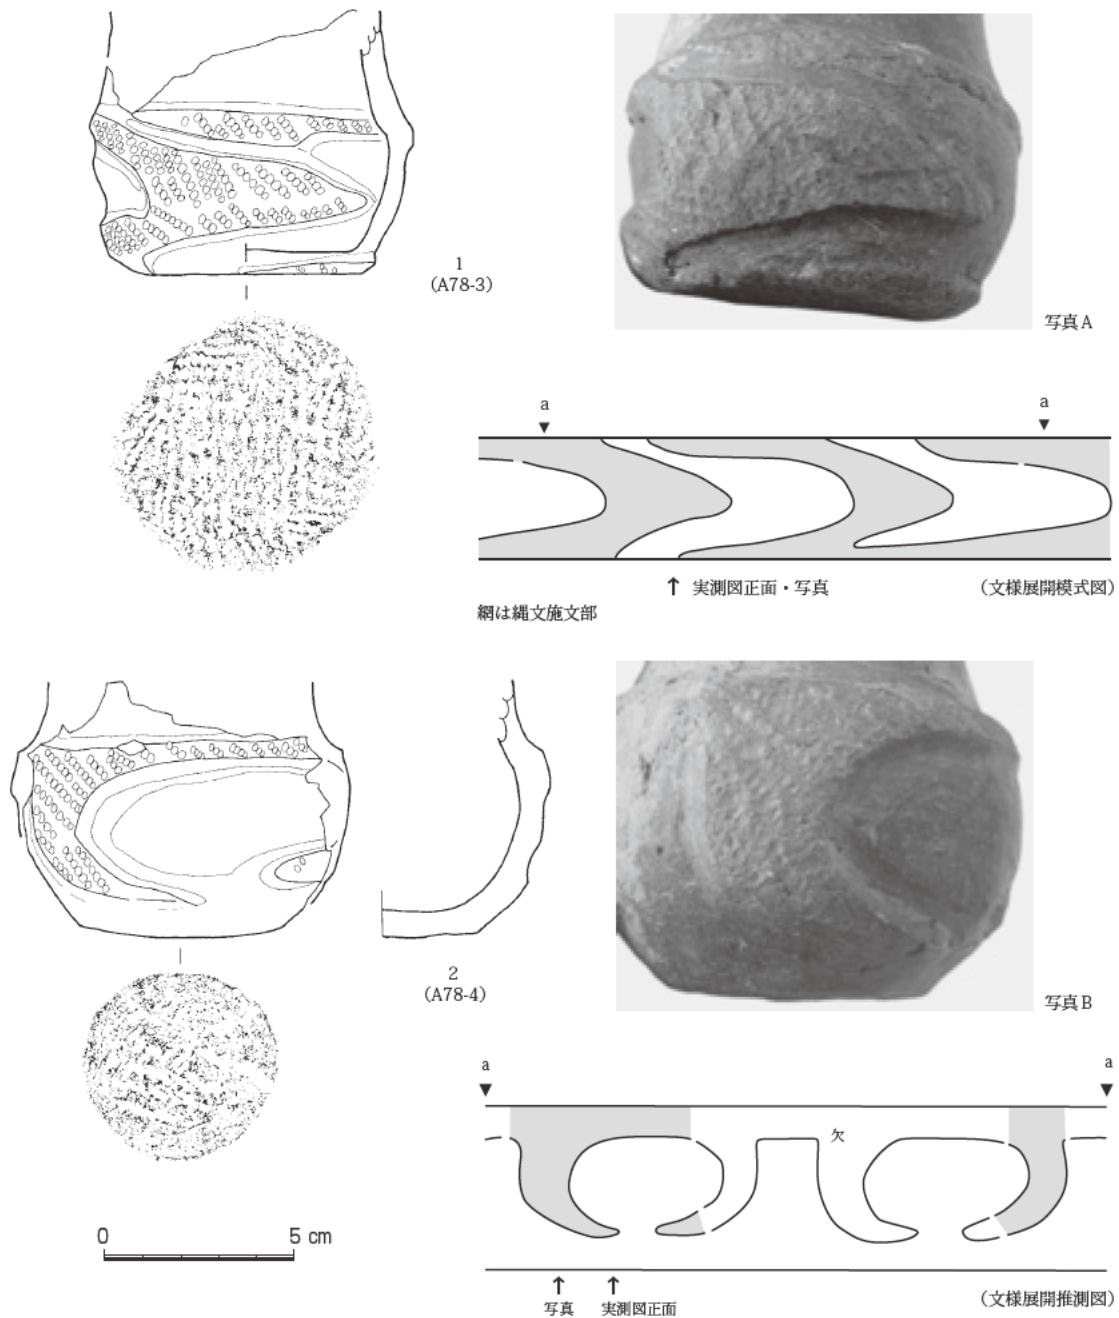 1
(A78-3)
写真 A
a
a
↑ 実測図正面・写真
(文様展開模式図)
網は縄文施文部
2
(A78-4)
写真 B
a
a
欠
0
5 cm
↑
↑
写真
実測図正面
(文様展開推測図)